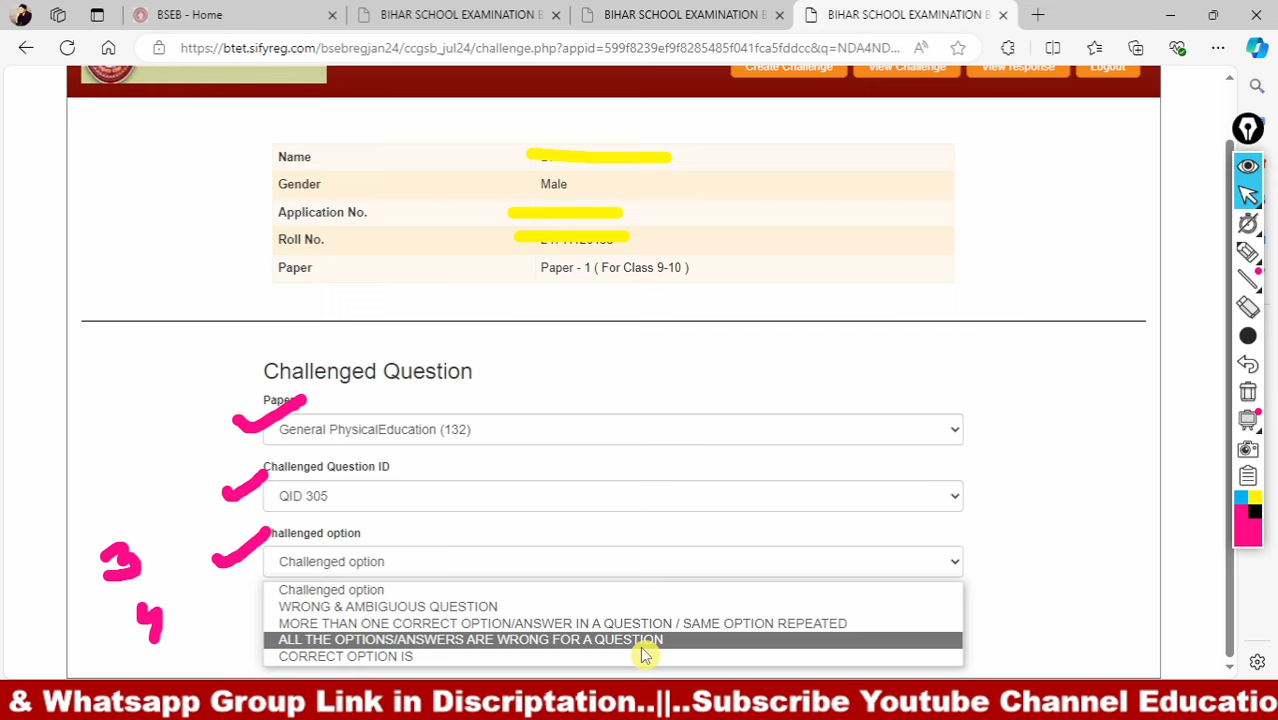 BSEB - Home
BIHAR SCHOOL EXAMINATION B
BIHAR SCHOOL EXAMINATION B
BIHAR SCHOOL EXAMINATION B
https://btet.sifyreg.com/bsebregjan24/ccgsb_jul24/challenge.php?appid=599f8239ef9f8285485f041fca5fddcc&q=NDA4ND...
Create Challenge
View Challenge
View response
Logout
Name
Gender Male
Application No.
Roll No.
Paper Paper - 1 ( For Class 9-10 )
Challenged Question
Paper
General PhysicalEducation (132)
Challenged Question ID
QID 305
Challenged option
Challenged option
Challenged option
WRONG & AMBIGUOUS QUESTION
MORE THAN ONE CORRECT OPTION/ANSWER IN A QUESTION / SAME OPTION REPEATED
ALL THE OPTIONS/ANSWERS ARE WRONG FOR A QUESTION
CORRECT OPTION IS
3
4
& Whatsapp Group Link in Discription..||..Subscribe Youtube Channel Educatio